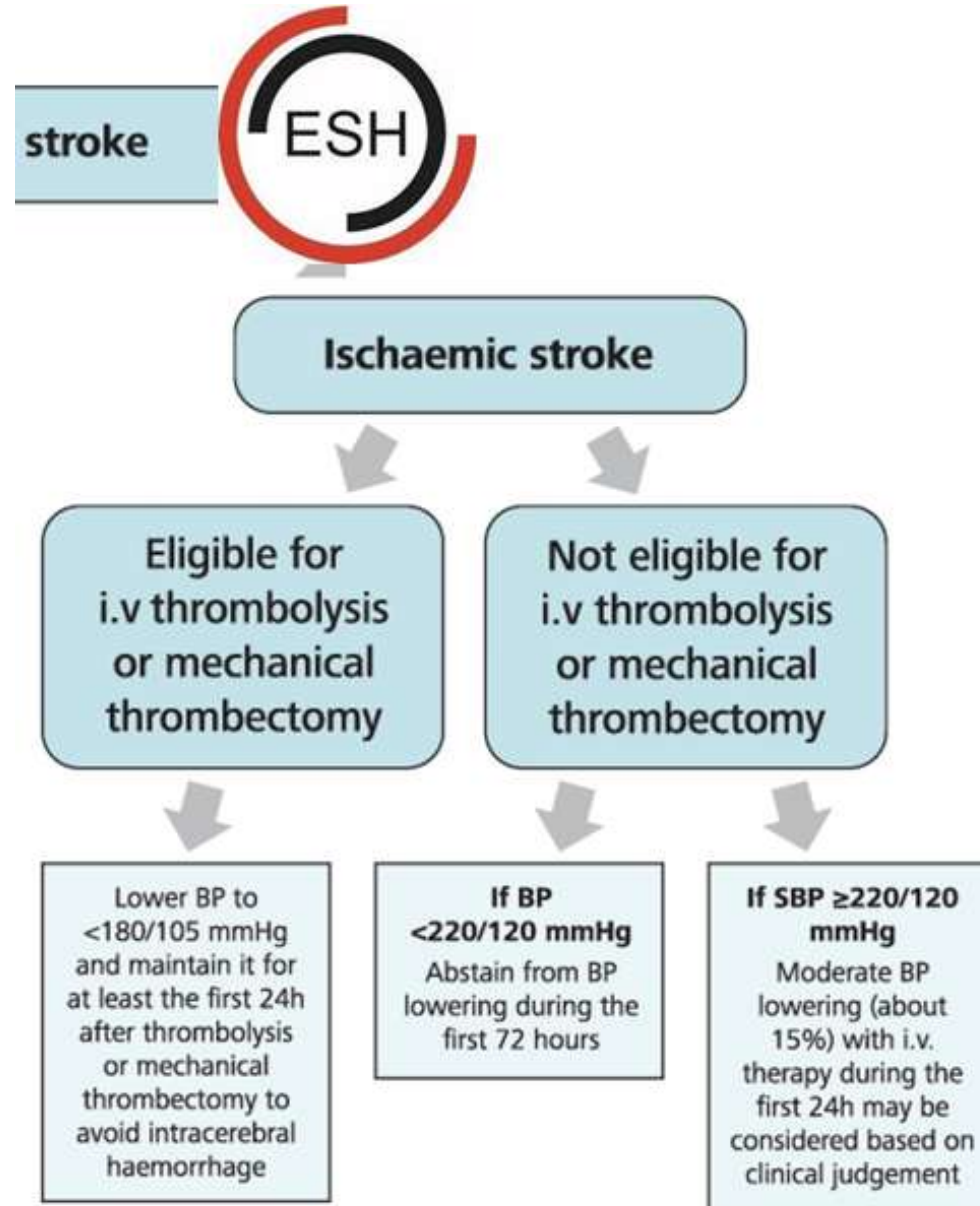 stroke
ESH
Ischaemic stroke
Eligible for
i.v thrombolysis
or mechanical
thrombectomy
Not eligible for
i.v thrombolysis
or mechanical
thrombectomy
Lower BP to
<180/105 mmHg
and maintain it for
at least the first 24h
after thrombolysis
or mechanical
thrombectomy to
avoid intracerebral
haemorrhage
If BP
<220/120 mmHg
Abstain from BP
lowering during the
first 72 hours
If SBP ≥220/120
mmHg
Moderate BP
lowering (about
15%) with i.v.
therapy during the
first 24h may be
considered based on
clinical judgement